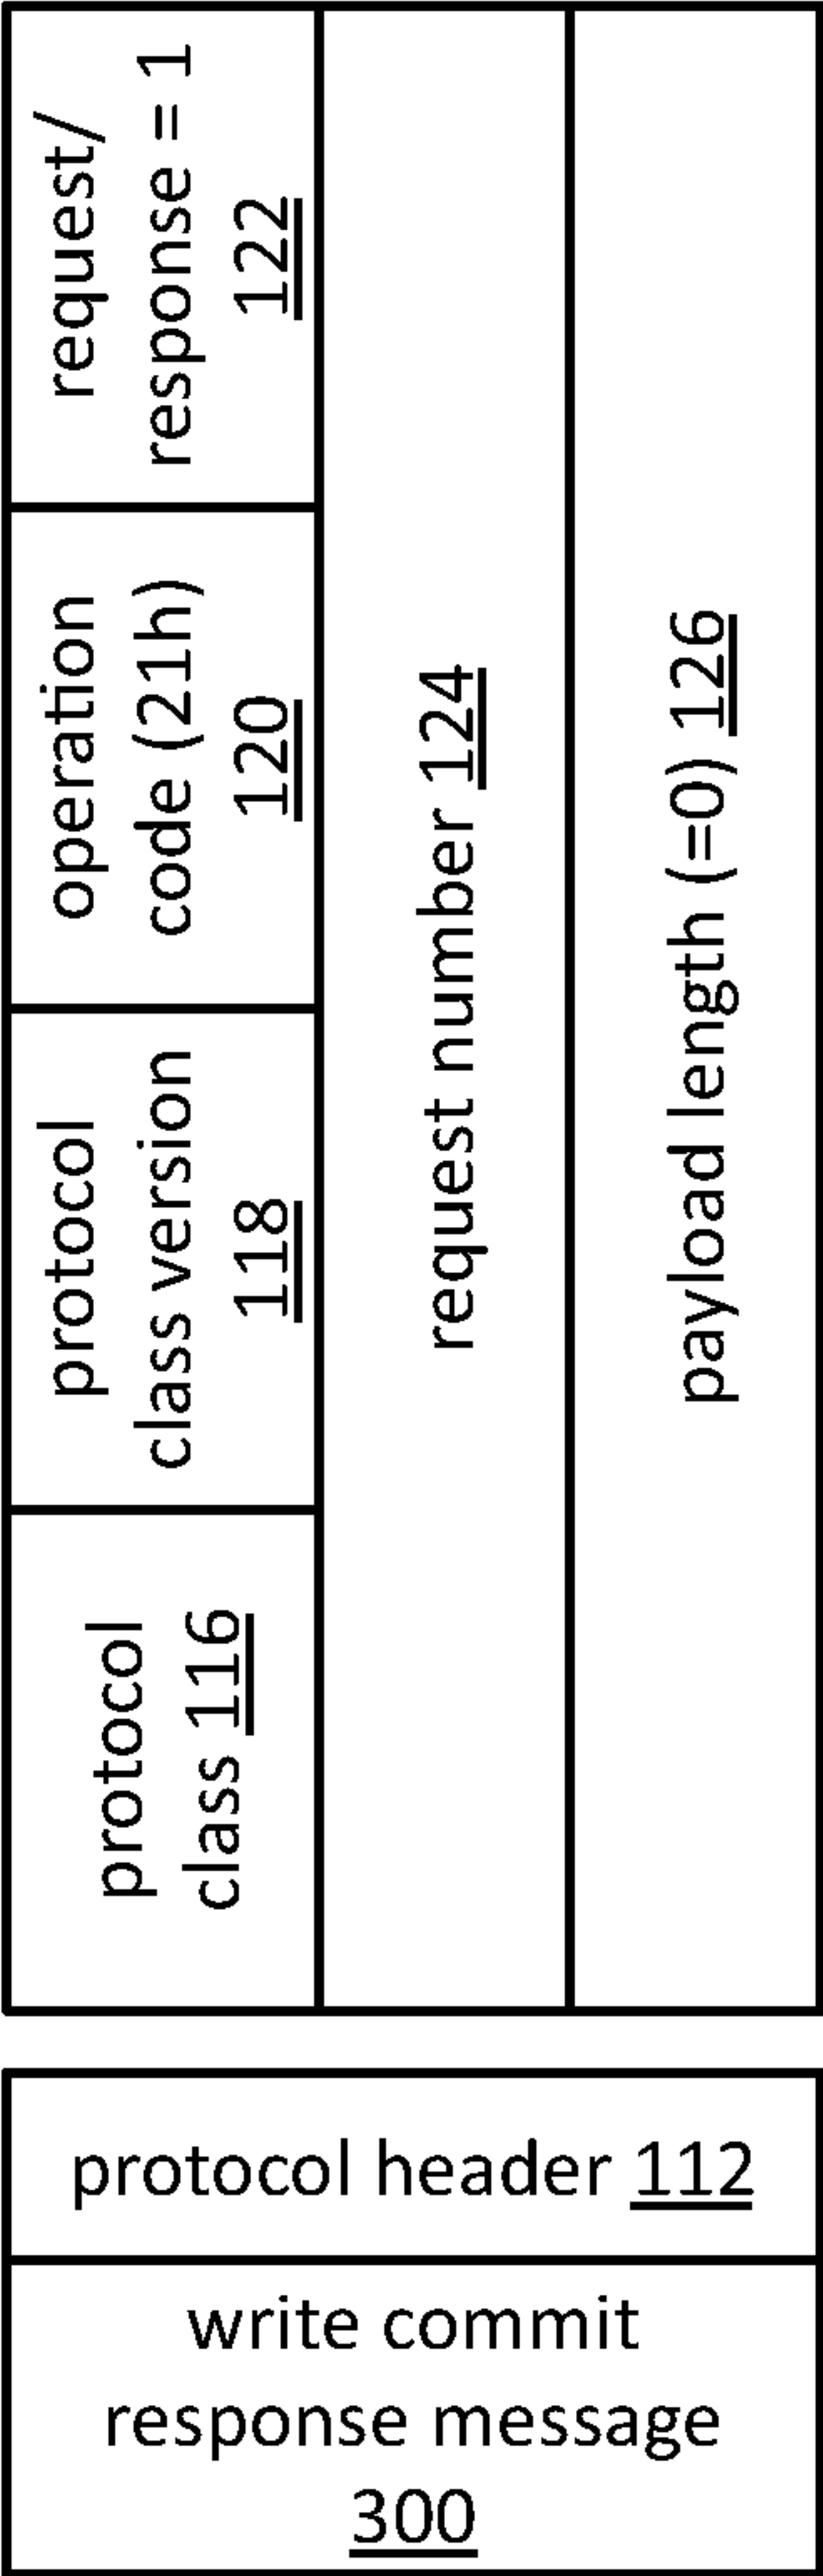 write commit
response message
300
protocol header 112
protocol
class 116
protocol
class version
118
operation
code (21h)
120
request/
response = 1
122
request number 124
payload length (=0) 126